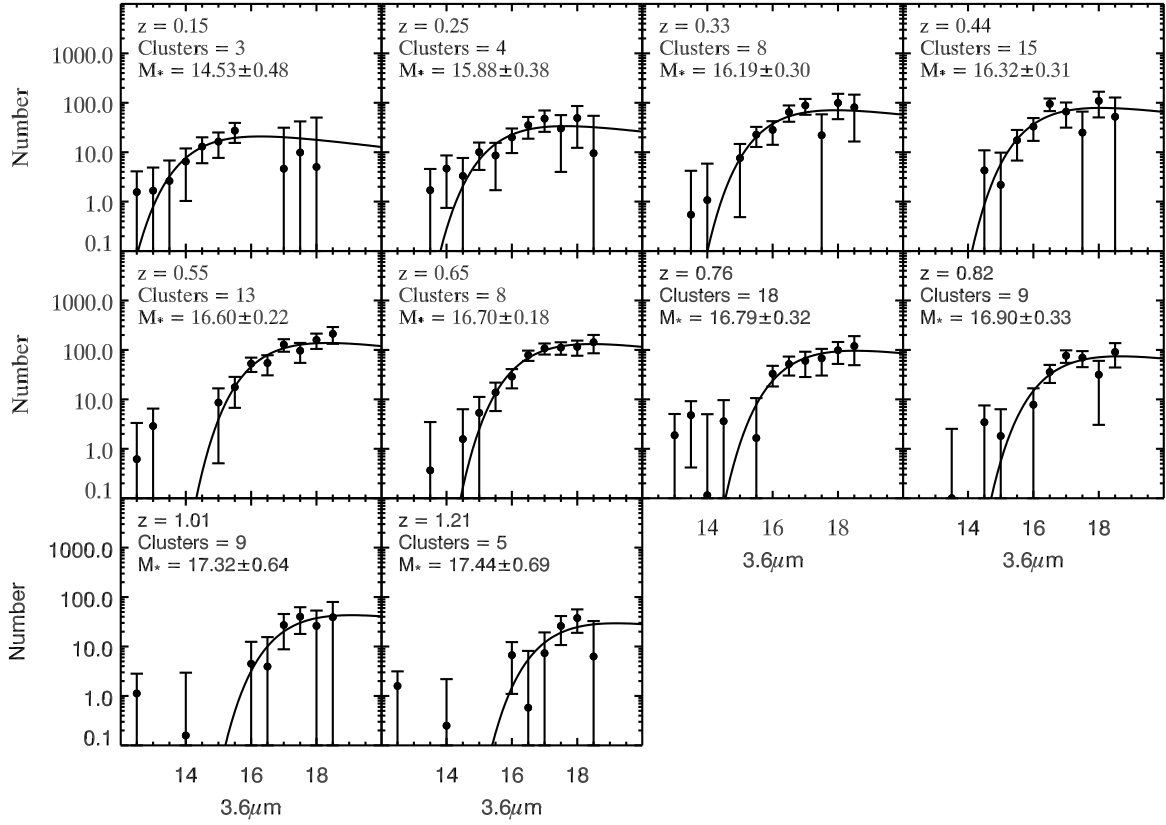 z = 0.15
Clusters = 3
M* = 14.53±0.48
z = 0.25
Clusters = 4
M* = 15.88±0.38
z = 0.33
Clusters = 8
M* = 16.19±0.30
z = 0.44
Clusters = 15
M* = 16.32±0.31
1000.0
100.0
10.0
1.0
0.1
Number
z = 0.55
Clusters = 13
M* = 16.60±0.22
z = 0.65
Clusters = 8
M* = 16.70±0.18
z = 0.76
Clusters = 18
M* = 16.79±0.32
z = 0.82
Clusters = 9
M* = 16.90±0.33
1000.0
100.0
10.0
1.0
0.1
Number
14 16 18
3.6μm
14 16 18
3.6μm
z = 1.01
Clusters = 9
M* = 17.32±0.64
z = 1.21
Clusters = 5
M* = 17.44±0.69
1000.0
100.0
10.0
1.0
0.1
Number
14 16 18
3.6μm
14 16 18
3.6μm